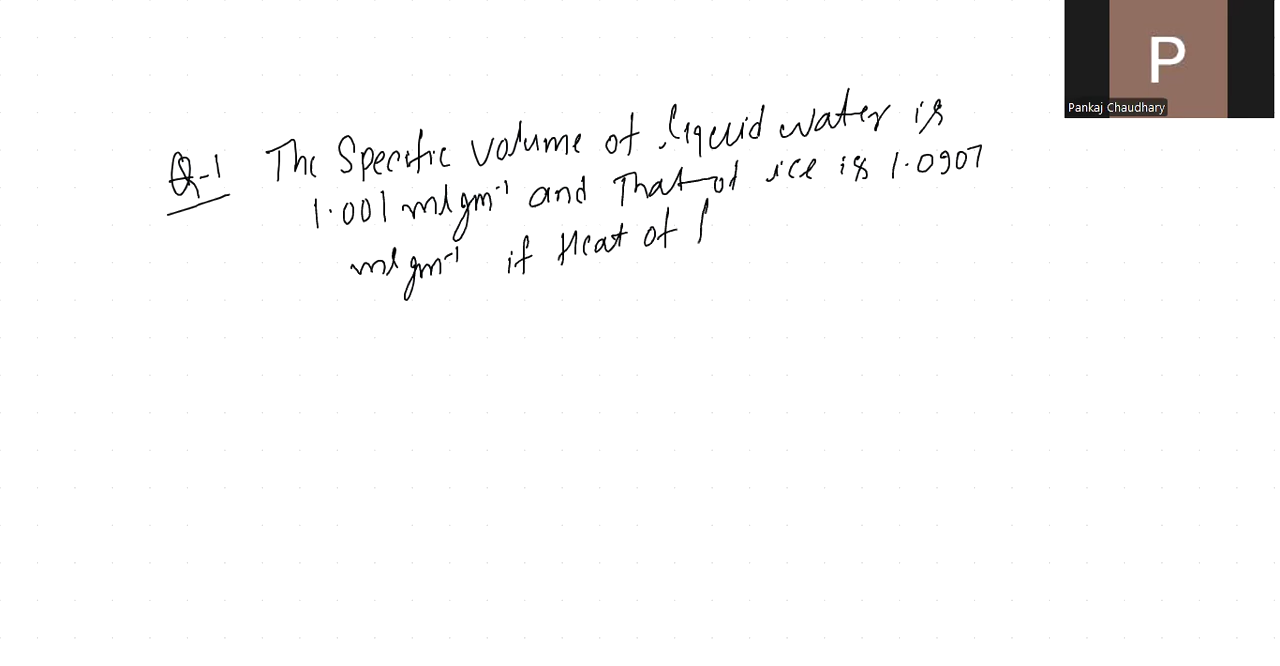 P
Pankaj Chaudhary
Q-1 The Specific volume of liquid water is
1.001 ml gm⁻¹ and That of ice is 1.0907
ml gm⁻¹ if Heat of f